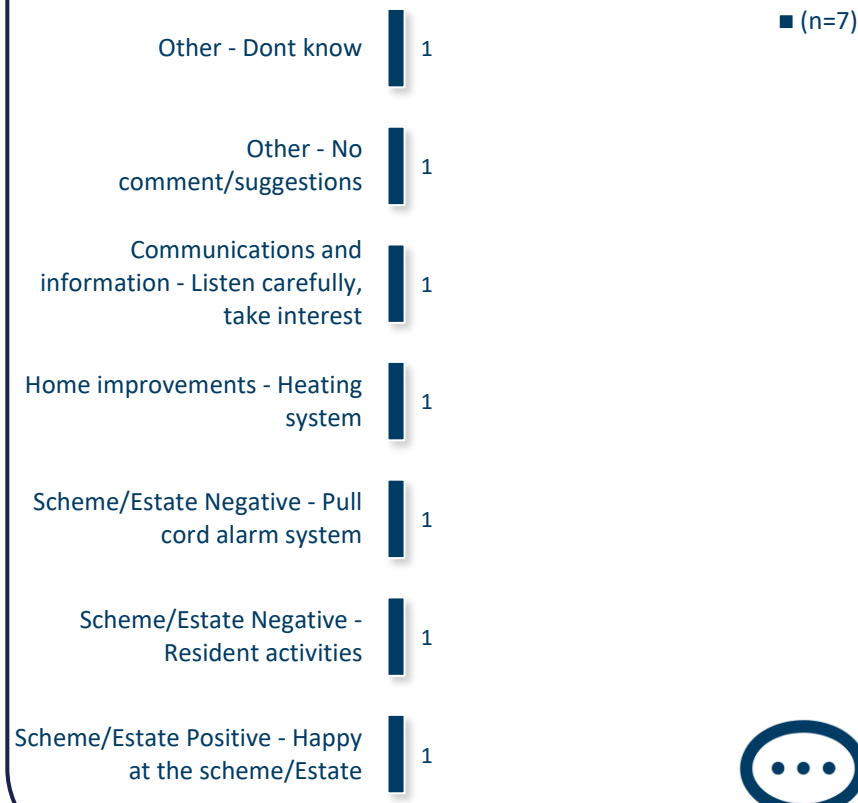 (n=7)
Other - Dont know
1
Other - No
comment/suggestions
1
Communications and
information - Listen carefully,
take interest
1
Home improvements - Heating
system
1
Scheme/Estate Negative - Pull
cord alarm system
1
Scheme/Estate Negative -
Resident activities
1
Scheme/Estate Positive - Happy
at the scheme/Estate
1